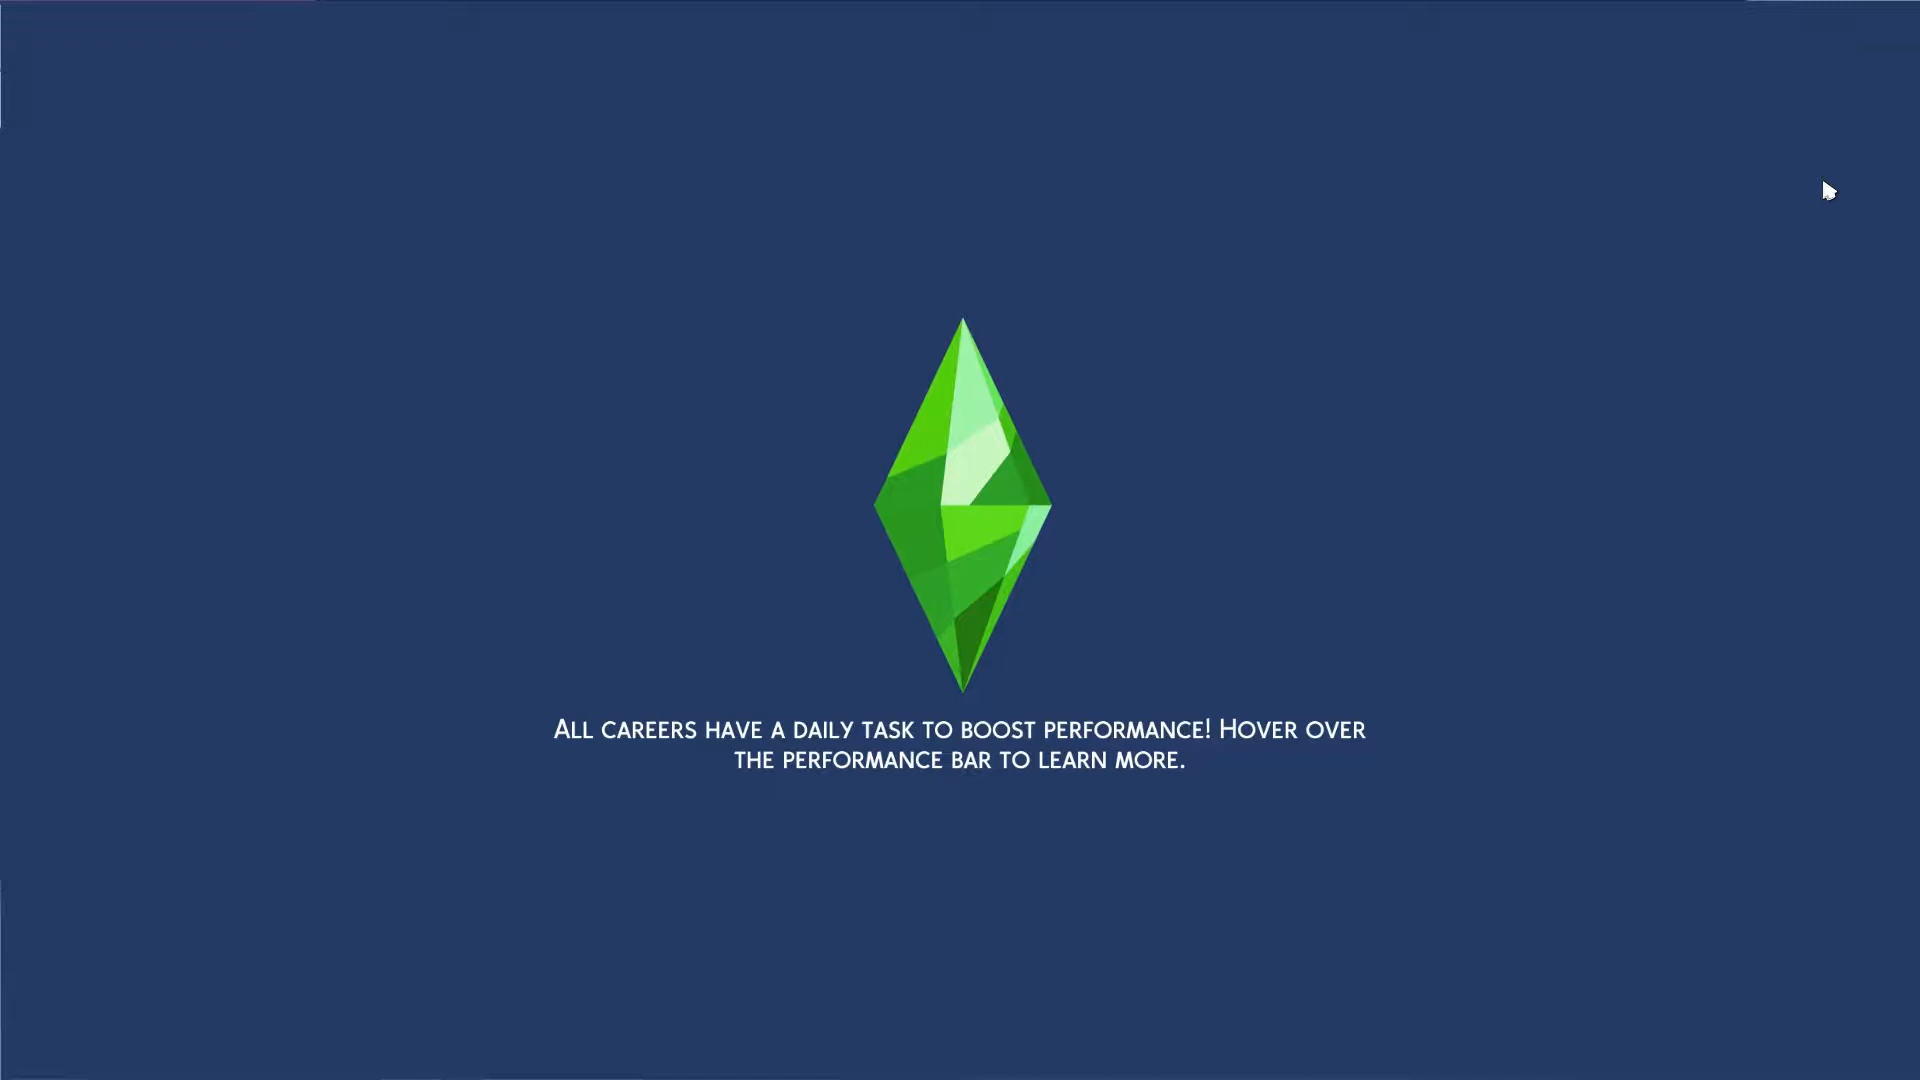 All careers have a daily task to boost performance! Hover over
the performance bar to learn more.